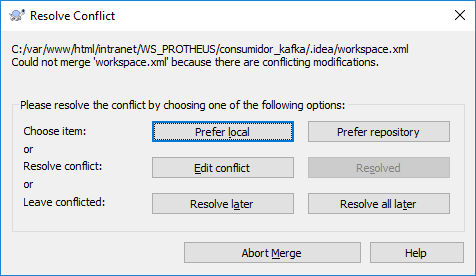 Resolve Conflict
C:/var/www/html/intranet/WS_PROTHEUS/consumidor_kafka/.idea/workspace.xml
Could not merge 'workspace.xml' because there are conflicting modifications.
Please resolve the conflict by choosing one of the following options:
Choose item: Prefer local Prefer repository
or
Resolve conflict: Edit conflict Resolved
or
Leave conflicted: Resolve later Resolve all later
Abort Merge Help